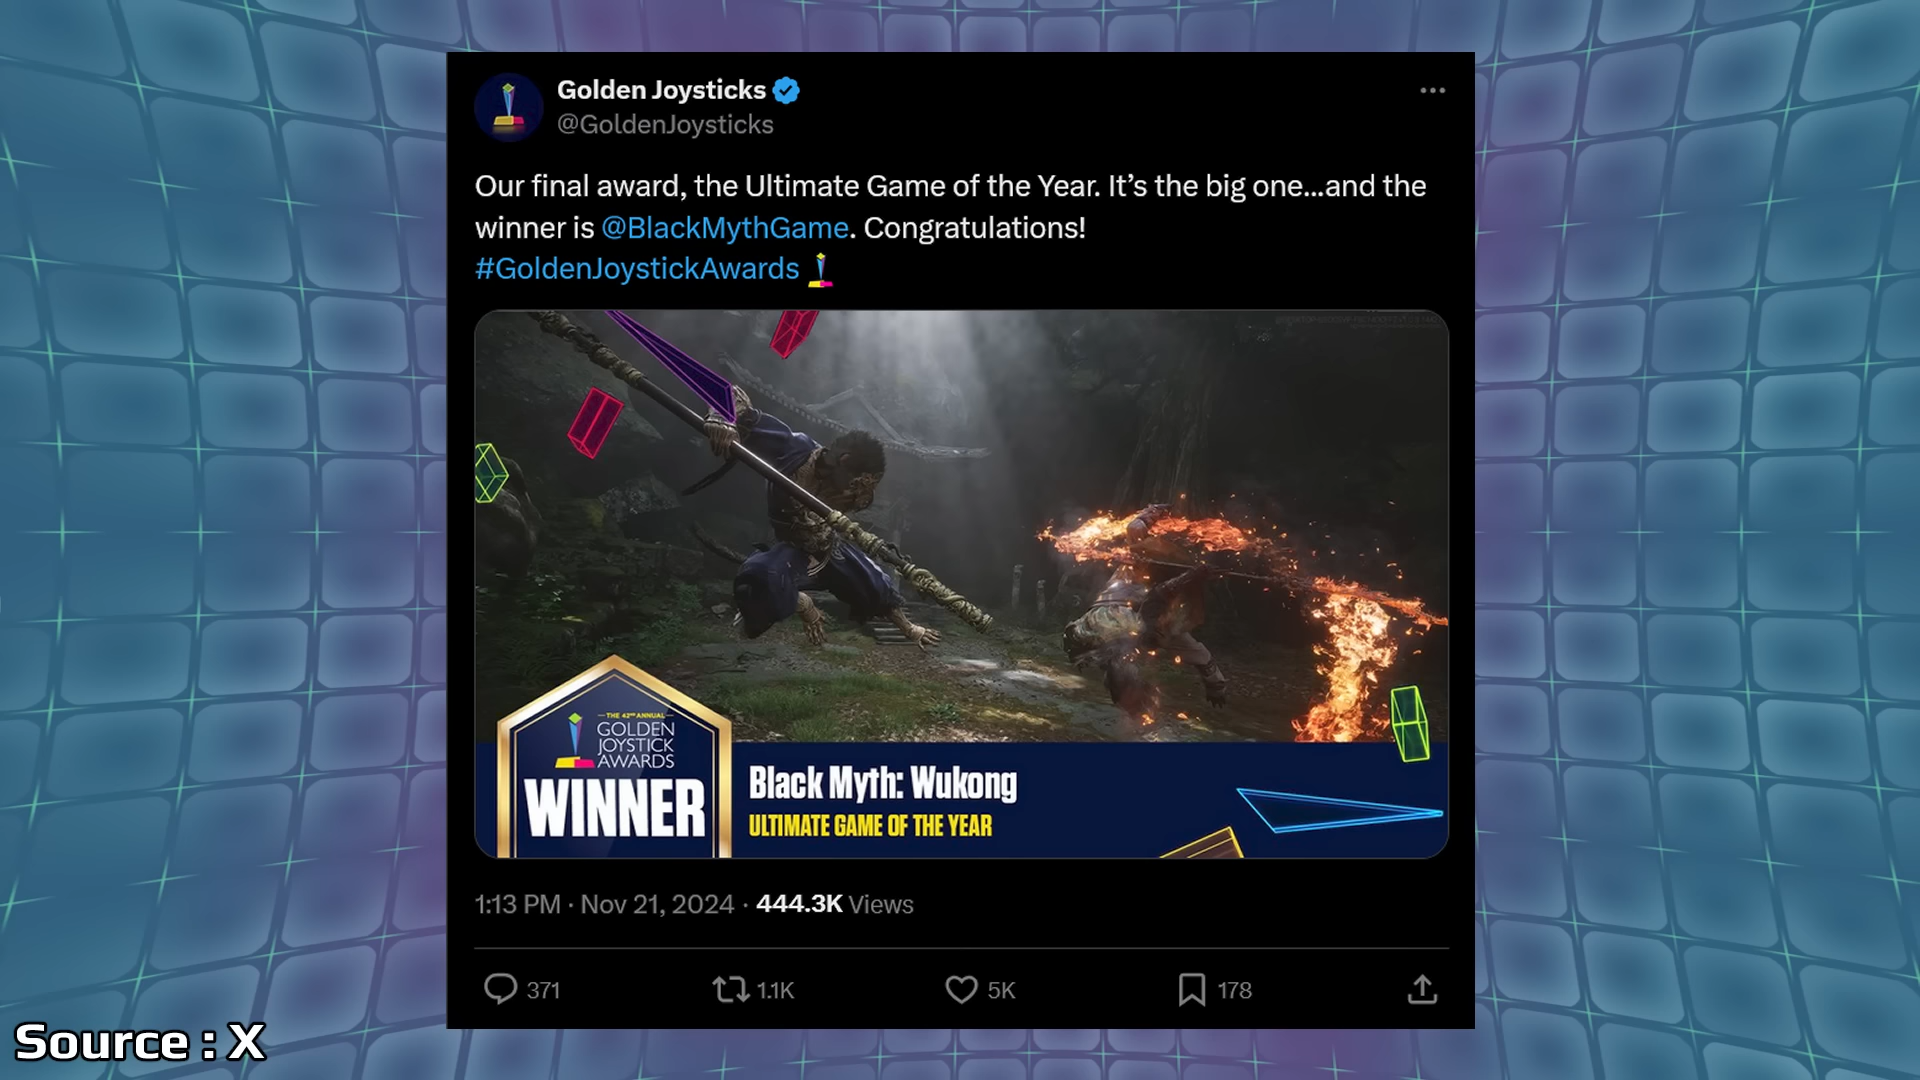 Golden Joysticks
@GoldenJoysticks
Our final award, the Ultimate Game of the Year. It’s the big one...and the
winner is @BlackMythGame. Congratulations!
#GoldenJoystickAwards
THE 42ND ANNUAL
GOLDEN
JOYSTICK
AWARDS
WINNER
Black Myth: Wukong
ULTIMATE GAME OF THE YEAR
1:13 PM · Nov 21, 2024 · 444.3K Views
371 1.1K 5K 178
Source : X